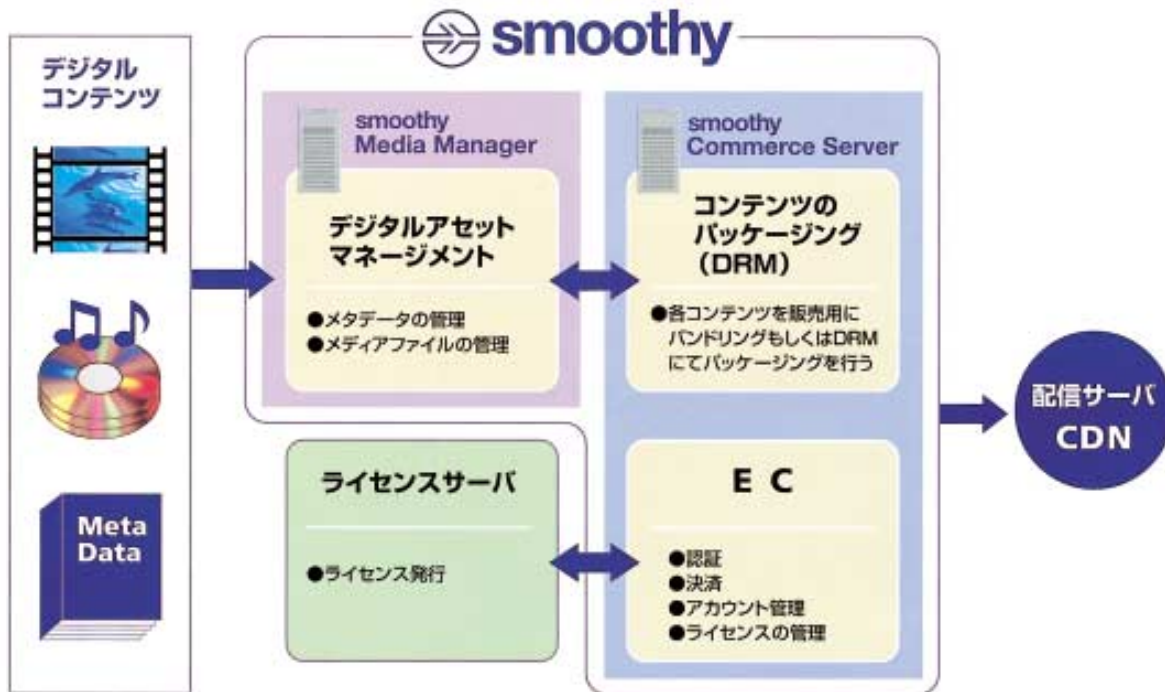 smoothy
デジタル
コンテンツ
Meta
Data
smoothy
Media Manager
デジタルアセット
マネージメント
●メタデータの管理
●メディアファイルの管理
smoothy
Commerce Server
コンテンツの
パッケージング
（DRM）
●各コンテンツを販売用に
バンドリングもしくはDRM
にてパッケージングを行う
ライセンスサーバ
●ライセンス発行
E C
●認証
●決済
●アカウント管理
●ライセンスの管理
配信サーバ
CDN